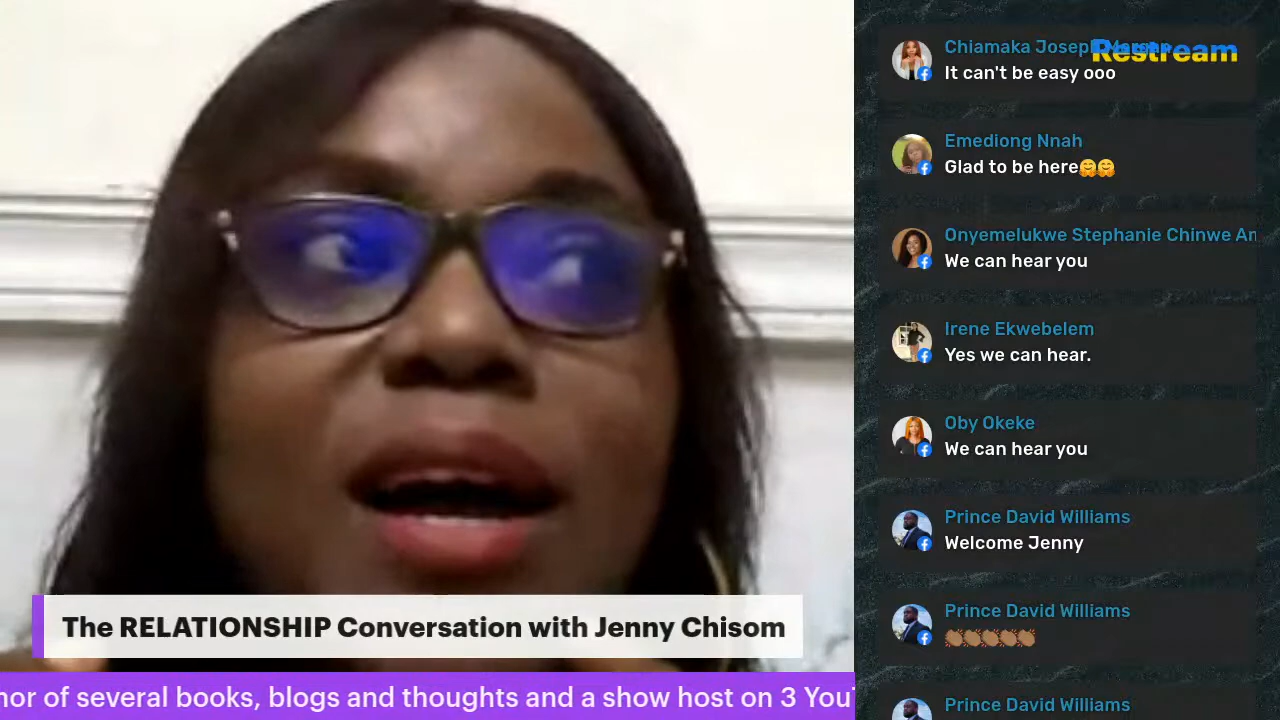 Chiamaka Joseph
Restream
It can't be easy ooo
Emediong Nnah
Glad to be here🤗🤗
Onyemelukwe Stephanie Chinwe An
We can hear you
Irene Ekwebelem
Yes we can hear.
Oby Okeke
We can hear you
Prince David Williams
Welcome Jenny
Prince David Williams
👏🏾👏🏾👏🏾👏🏾👏🏾
Prince David Williams
The RELATIONSHIP Conversation with Jenny Chisom
hor of several books, blogs and thoughts and a show host on 3 You